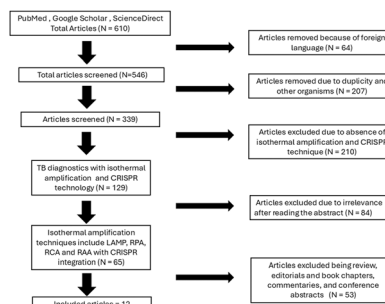 PubMed , Google Scholar , ScienceDirect
Total Articles (N = 610)
Articles removed because of foreign
language (N = 64)
Total articles screened (N=546)
Articles removed due to duplicity and
other organisms (N = 207)
Articles screened (N = 339)
Articles excluded due to absence of
isothermal amplification and CRISPR
technique (N = 210)
TB diagnostics with isothermal
amplification and CRISPR
technology (N = 129)
Articles excluded due to irrelevance
after reading the abstract (N = 84)
Isothermal amplification
techniques include LAMP, RPA,
RCA and RAA with CRISPR
integration (N = 65)
Articles excluded being review,
editorials and book chapters,
commentaries, and conference
abstracts (N = 53)
Included articles = 12